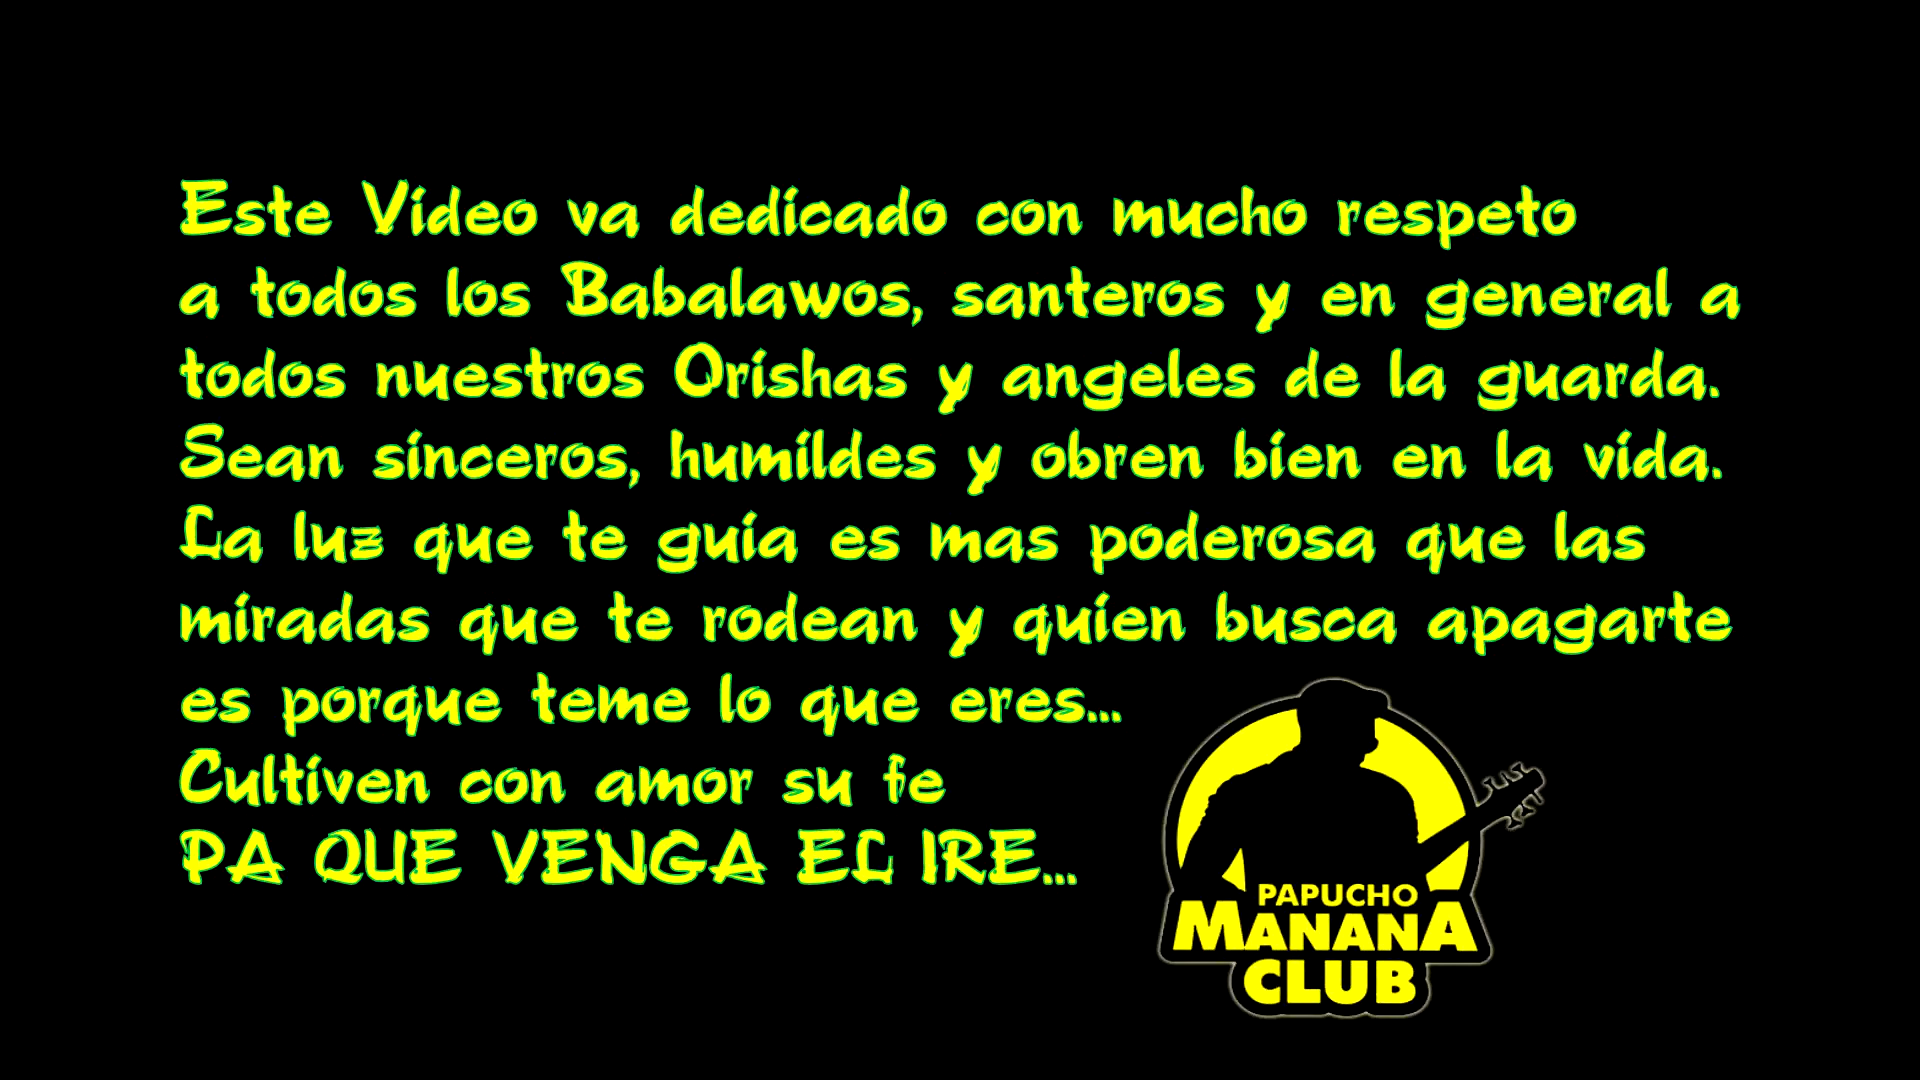 Este Video va dedicado con mucho respeto
a todos los Babalawos, santeros y en general a
todos nuestros Orishas y angeles de la guarda.
Sean sinceros, humildes y obren bien en la vida.
La luz que te guia es mas poderosa que las
miradas que te rodean y quien busca apagarte
es porque teme lo que eres...
Cultiven con amor su fe
PA QUE VENGA EL IRE...
PAPUCHO
MANANA
CLUB